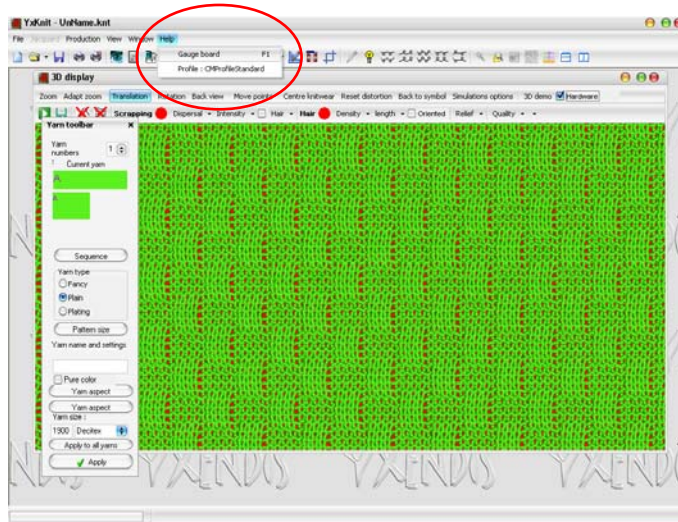 YxKnit - UnName.knt
File Jacquard Production View Window Help
Gauge board F1
Profile : CMProfileStandard
3D display
Zoom Adapt zoom Translation Rotation Back view Move pointer Centre knitwear Reset distortion Back to symbol Simulations options 3D demo Hardware
Scrapping Dispersal Intensity Hair Hair Density length Oriented Relief Quality
Yarn toolbar
Yarn
numbers 1
Current yarn
A
A
Sequence
Yarn type
Fancy
Plain
Plating
Pattern size
Yarn name and settings
Pure color
Yarn aspect
Yarn aspect
Yarn size :
1900 Decitex
Apply to all yarns
Apply
YXENDIS YXENDIS